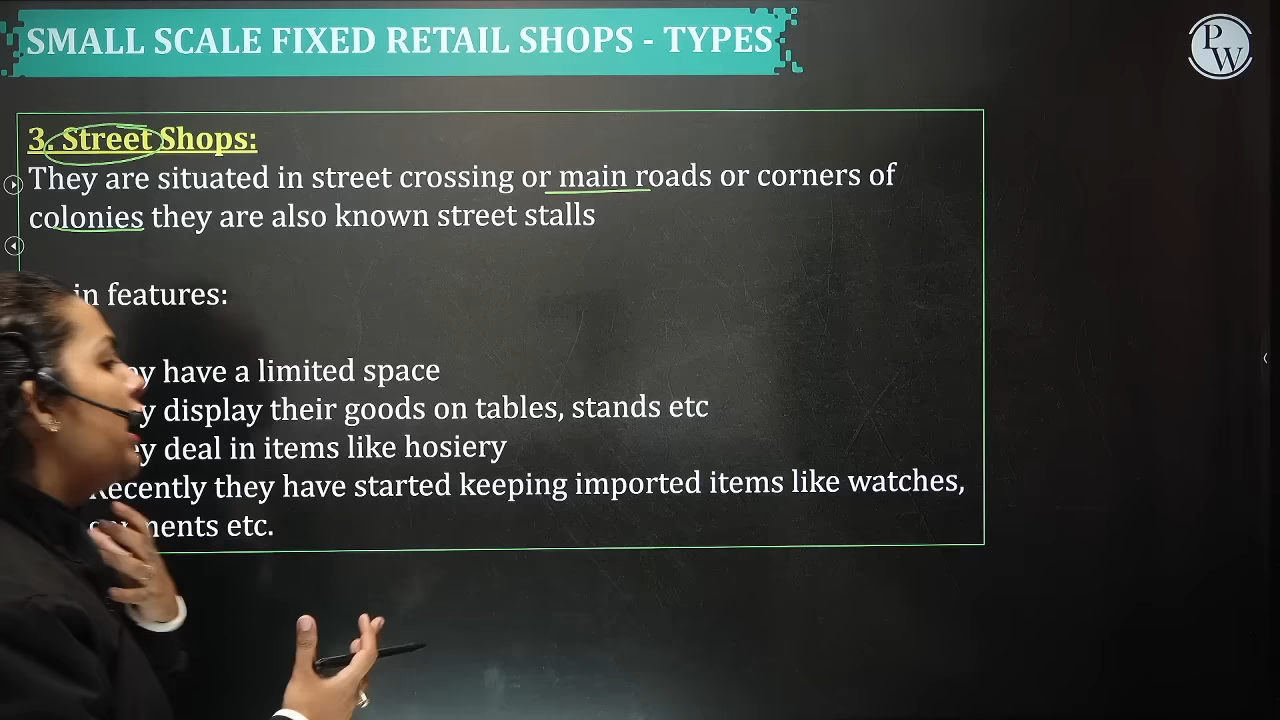 SMALL SCALE FIXED RETAIL SHOPS - TYPES
PW
3. Street Shops:
They are situated in street crossing or main roads or corners of
colonies they are also known street stalls
features:
have a limited space
display their goods on tables, stands etc
deal in items like hosiery
Recently they have started keeping imported items like watches,
etc.